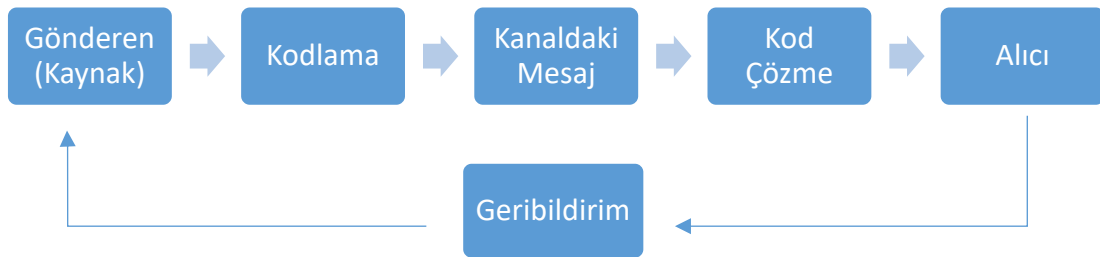 Gönderen
(Kaynak)
Kodlama
Kanaldaki
Mesaj
Kod
Çözme
Alıcı
Geribildirim